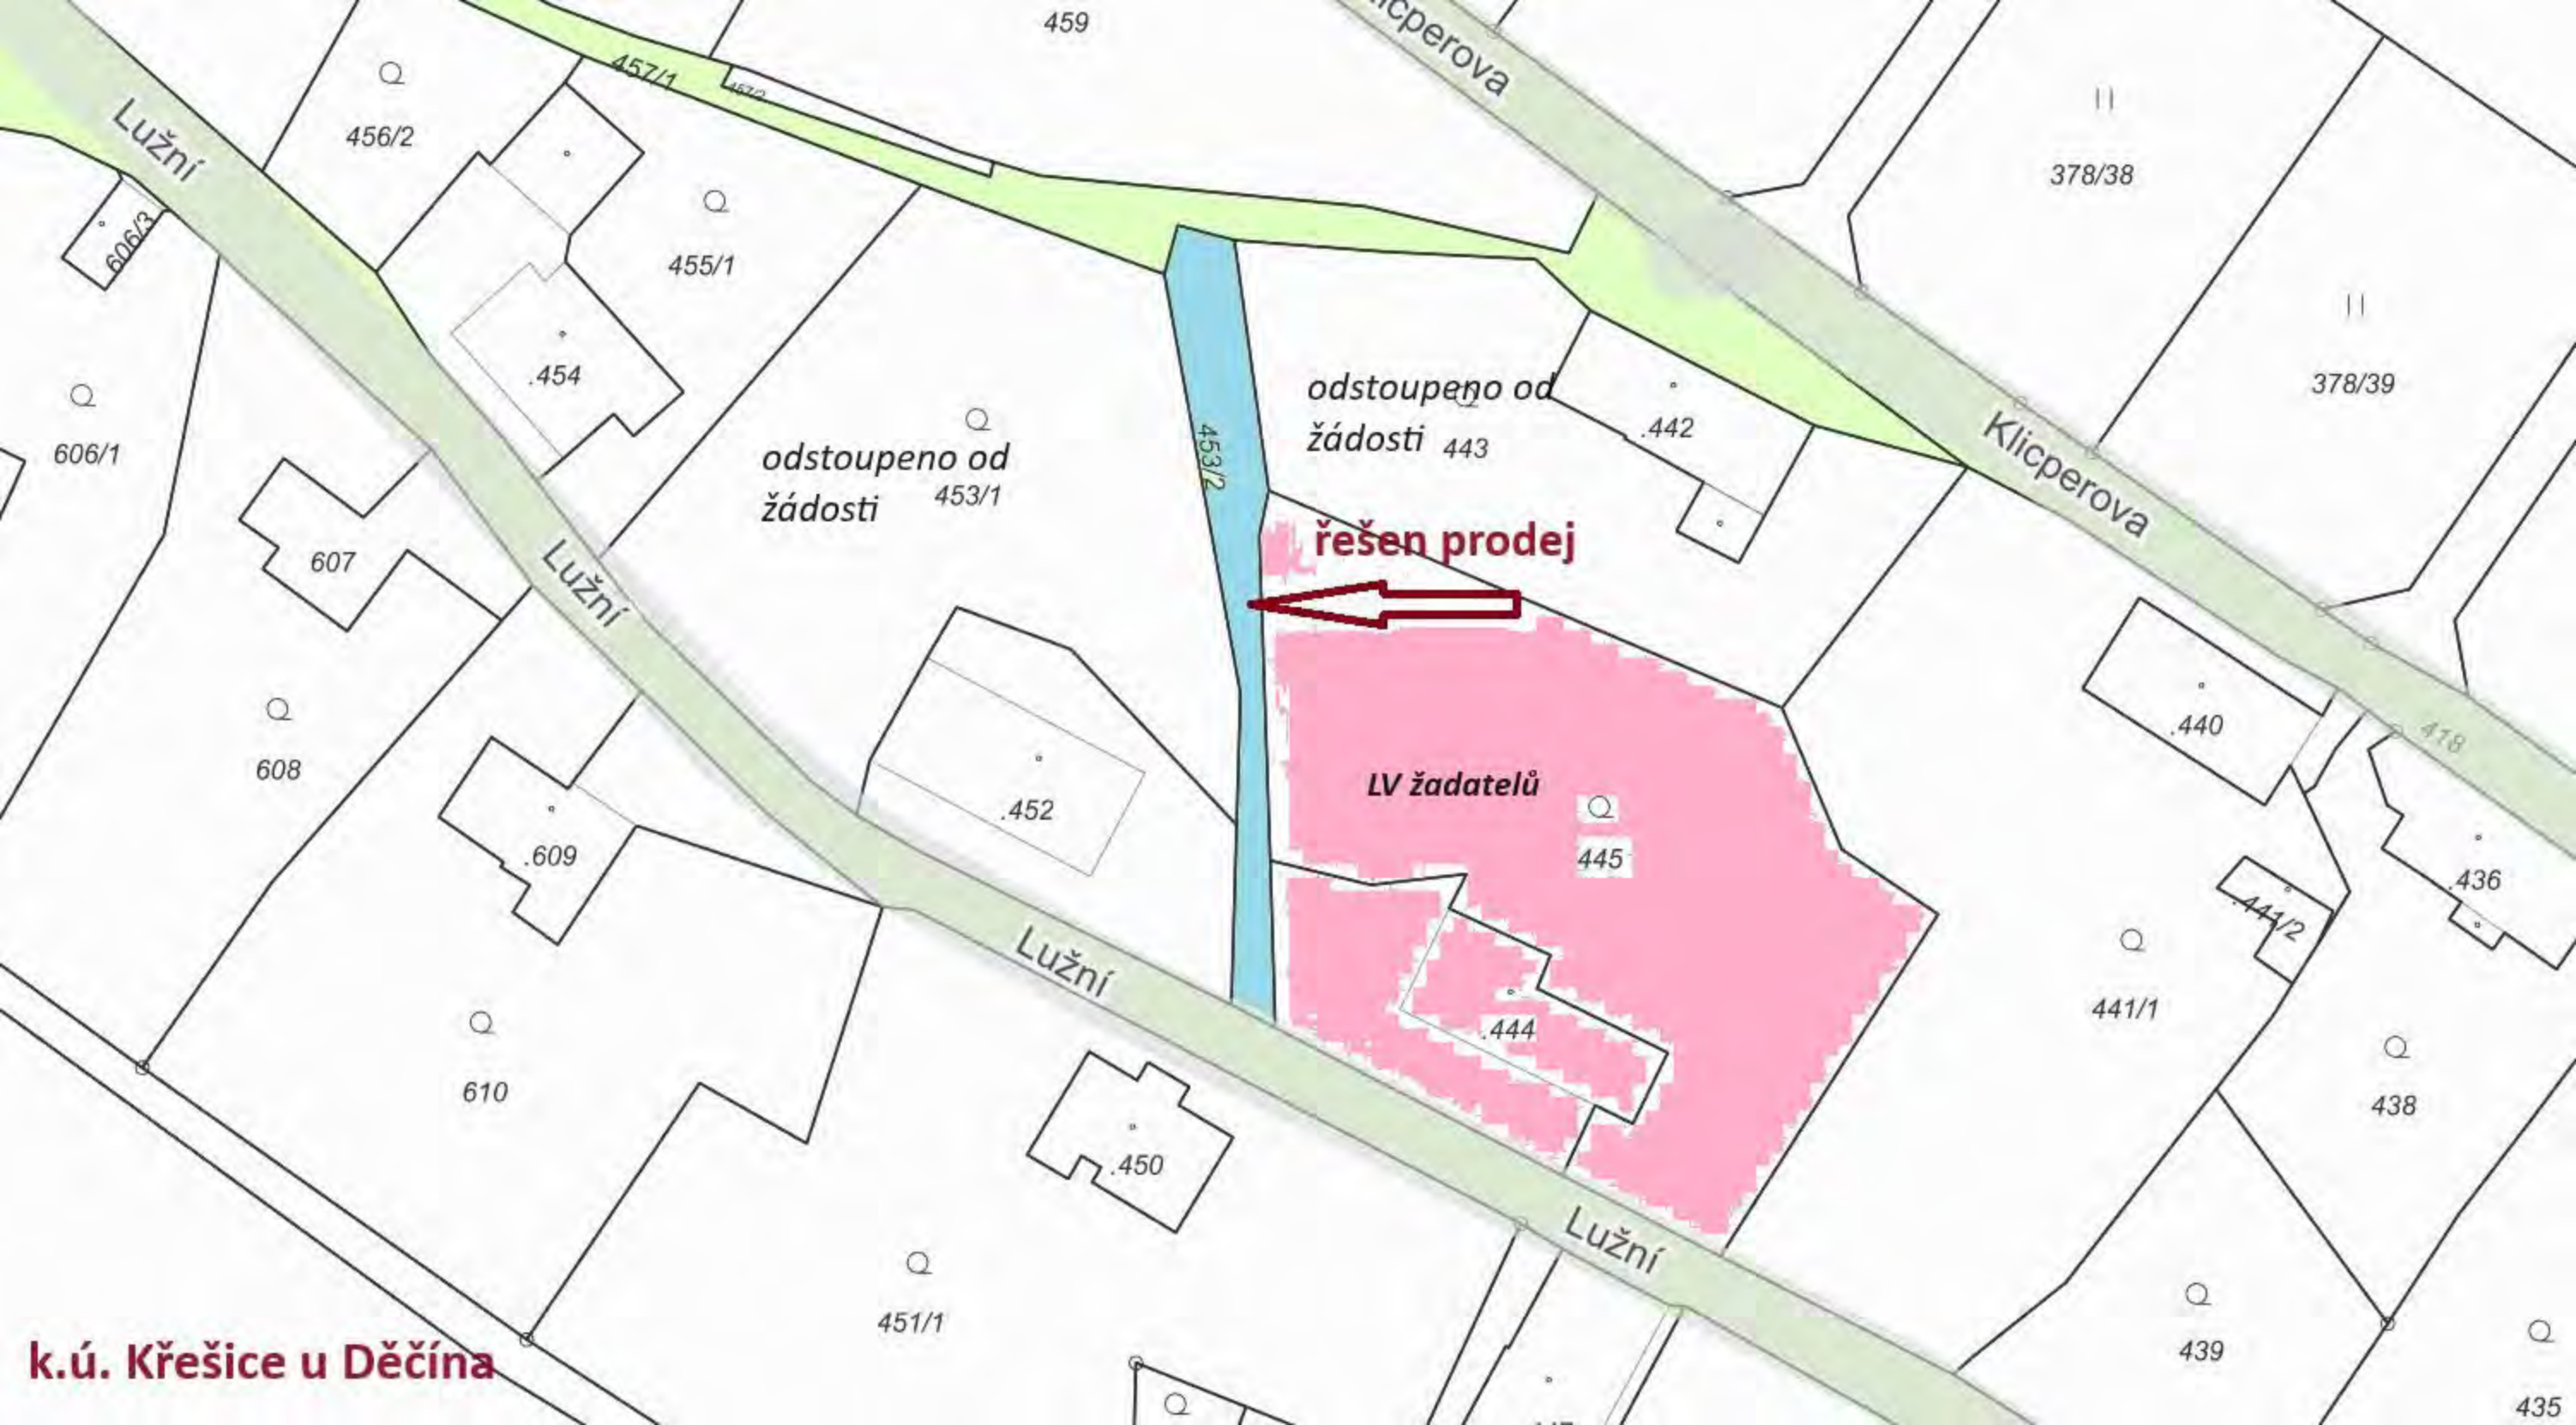 459
Klicperova
457/1
457/2
456/2
Lužní
378/38
606/3
455/1
.454
378/39
odstoupeno od
žádosti
443
.442
606/1
odstoupeno od
žádosti
453/1
453/2
Klicperova
řešen prodej
607
Lužní
608
.440
418
LV žadatelů
.452
445
.609
.436
.441/2
Lužní
441/1
.444
610
438
.450
Lužní
451/1
439
k.ú. Křešice u Děčína
435